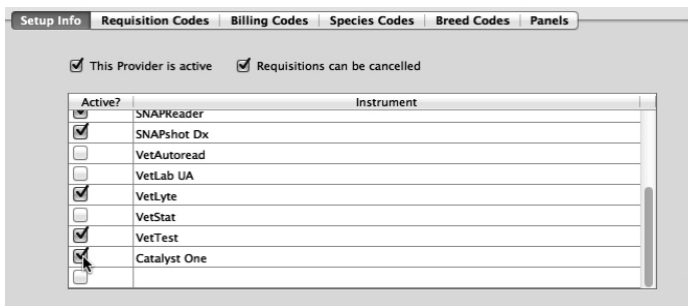 Setup Info Requisition Codes Billing Codes Species Codes Breed Codes Panels
This Provider is active Requisitions can be cancelled
Active? Instrument
SNAPReader
SNAPshot Dx
VetAutoread
VetLab UA
VetLyte
VetStat
VetTest
Catalyst One